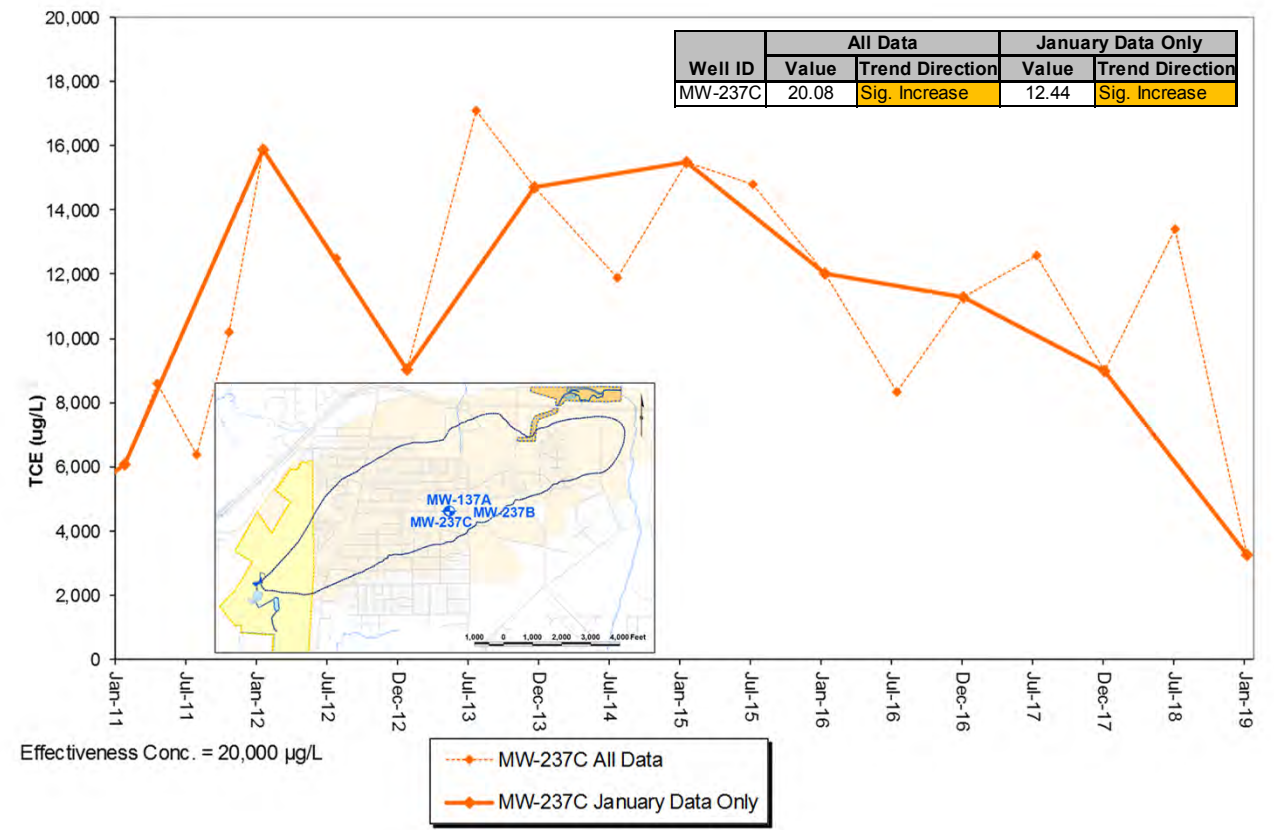 20,000
18,000
16,000
14,000
12,000
10,000
8,000
6,000
4,000
2,000
0
TCE (ug/L)
All Data January Data Only
Well ID Value Trend Direction Value Trend Direction
MW-237C 20.08 Sig. Increase 12.44 Sig. Increase
MW-137A
MW-237B
MW-237C
1,000 0 1,000 2,000 3,000 4,000 Feet
Jan-11 Jul-11 Jan-12 Jul-12 Dec-12 Jul-13 Dec-13 Jul-14 Jan-15 Jul-15 Jan-16 Jul-16 Dec-16 Jul-17 Dec-17 Jul-18 Jan-19
Effectiveness Conc. = 20,000 µg/L
MW-237C All Data
MW-237C January Data Only